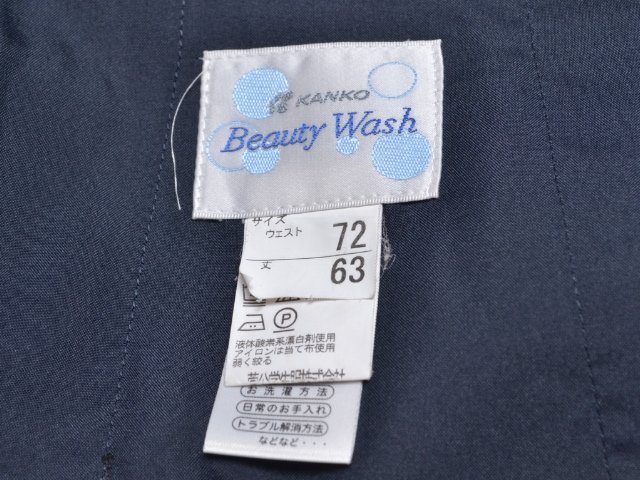 KANKO
Beauty Wash
サイズ
ウェスト 72
丈 63
液体酸素系漂白剤使用
アイロンは当て布使用
弱く絞る
お洗濯方法
日常のお手入れ
トラブル解消方法
などなど・・・